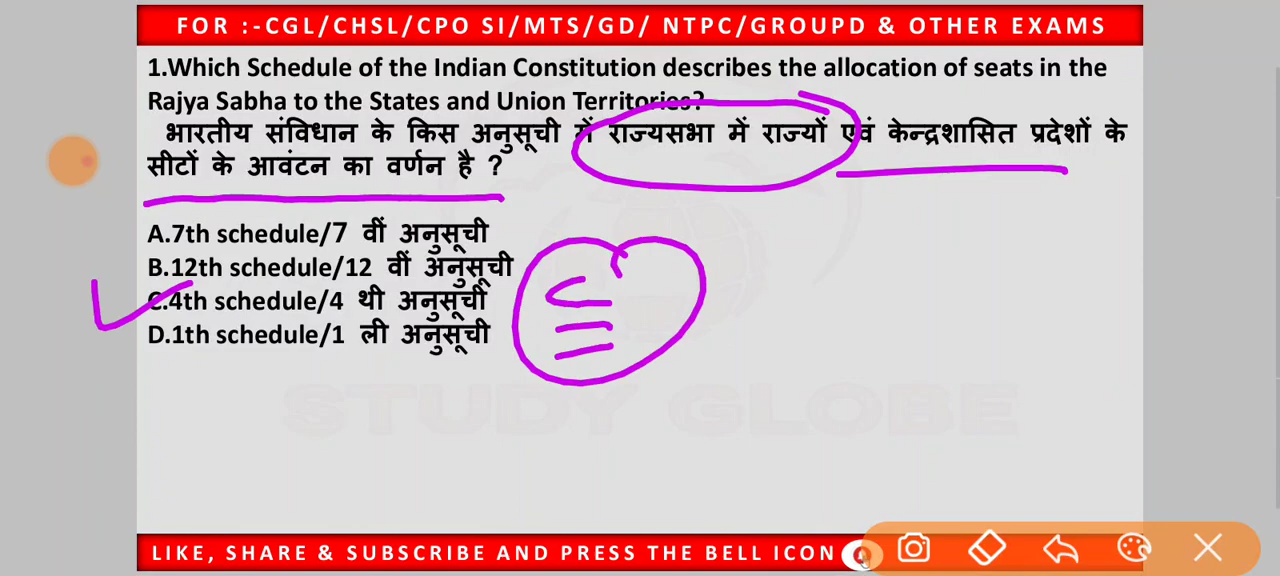 FOR :-CGL/CHSL/CPO SI/MTS/GD/ NTPC/GROUPD & OTHER EXAMS
1.Which Schedule of the Indian Constitution describes the allocation of seats in the
Rajya Sabha to the States and Union Territories?
भारतीय संविधान के किस अनुसूची में राज्यसभा में राज्यों एवं केन्द्रशासित प्रदेशों के
सीटों के आवंटन का वर्णन है ?
A.7th schedule/7 वीं अनुसूची
B.12th schedule/12 वीं अनुसूची
C.4th schedule/4 थी अनुसूची
D.1th schedule/1 ली अनुसूची
STUDY GLOBE
LIKE, SHARE & SUBSCRIBE AND PRESS THE BELL ICON